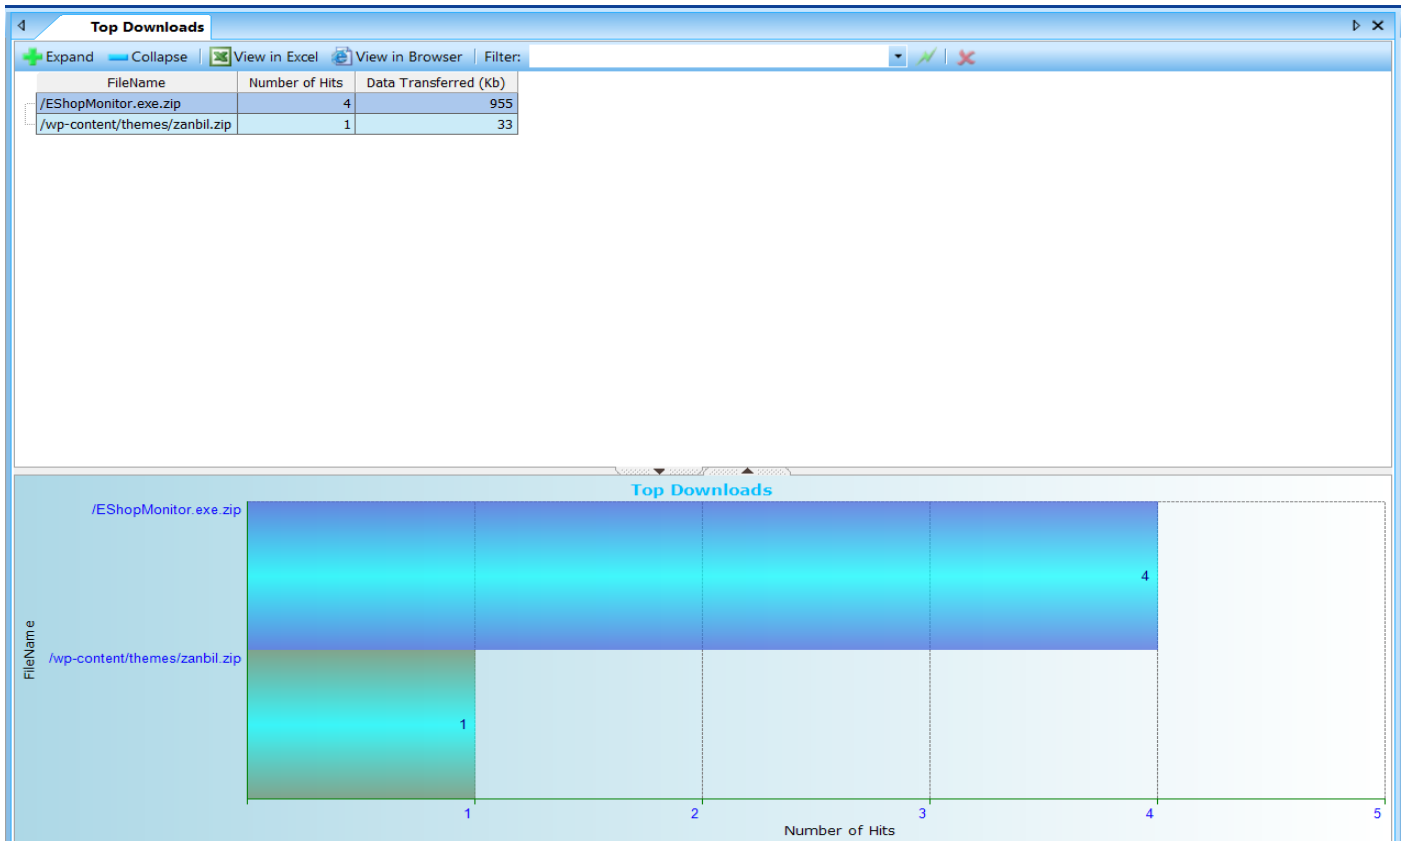 Top Downloads
Expand Collapse View in Excel View in Browser Filter:
FileName Number of Hits Data Transferred (Kb)
/EShopMonitor.exe.zip 4 955
/wp-content/themes/zanbil.zip 1 33
Top Downloads
/EShopMonitor.exe.zip
4
FileName
/wp-content/themes/zanbil.zip
1
1 2 3 4 5
Number of Hits